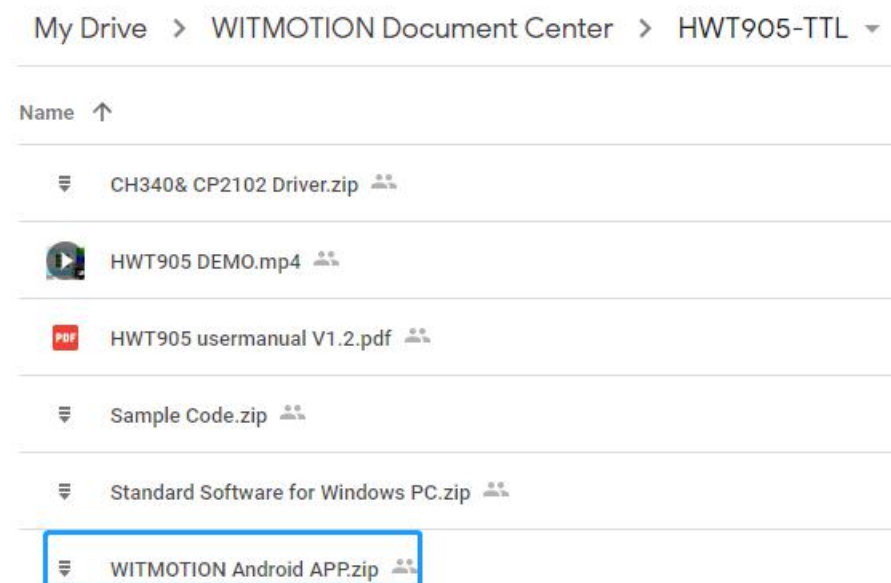 My Drive > WITMOTION Document Center > HWT905-TTL
Name
CH340& CP2102 Driver.zip
HWT905 DEMO.mp4
PDF HWT905 usermanual V1.2.pdf
Sample Code.zip
Standard Software for Windows PC.zip
WITMOTION Android APP.zip